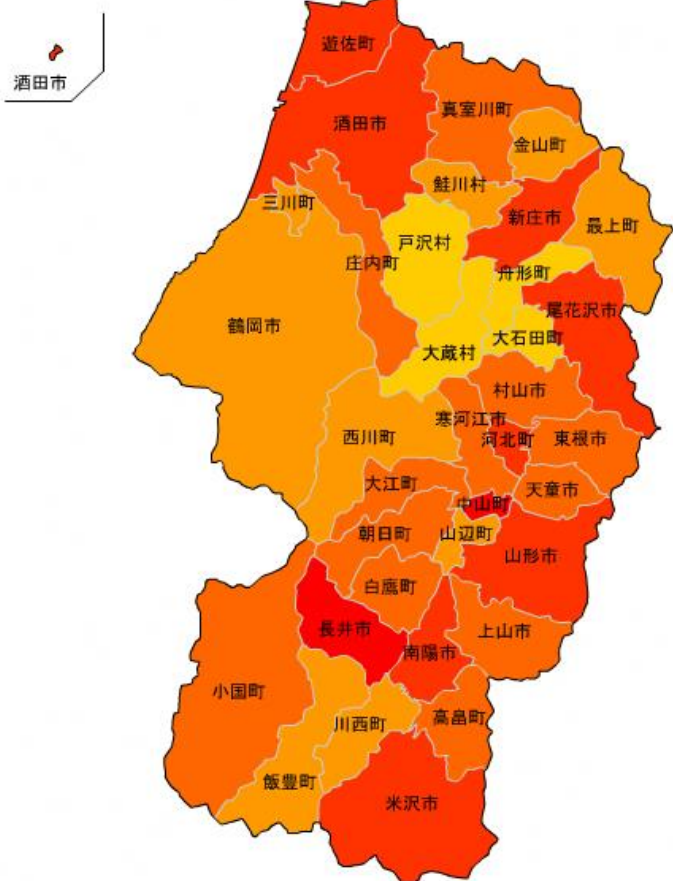 遊佐町
酒田市
酒田市
真室川町
金山町
鮭川村
三川町
新庄市
最上町
戸沢村
庄内町
舟形町
尾花沢市
鶴岡市
大石田町
大蔵村
村山市
寒河江市
西川町
河北町
東根市
大江町
天童市
中山町
朝日町
山辺町
山形市
白鷹町
長井市
上山市
南陽市
小国町
高畠町
川西町
飯豊町
米沢市